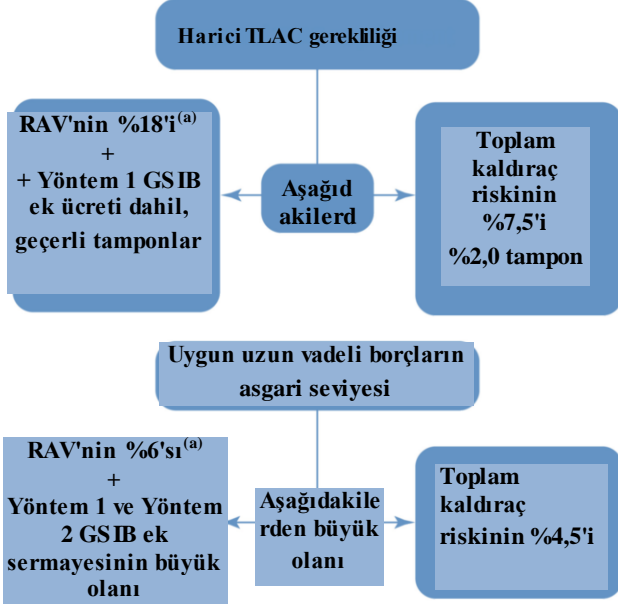 Harici TLAC gerekliliği
RAV'nin %18'i(a)
+
+ Yöntem 1 GSIB
ek ücreti dahil,
geçerli tamponlar
Aşağıd
akilerd
Toplam
kaldıraç
riskinin
%7,5'i
%2,0 tampon
Uygun uzun vadeli borçların
asgari seviyesi
RAV'nin %6'sı(a)
+
Yöntem 1 ve Yöntem
2 GSIB ek
sermayesinin büyük
olanı
Aşağıdakile
rden büyük
olanı
Toplam
kaldıraç
riskinin %4,5'i